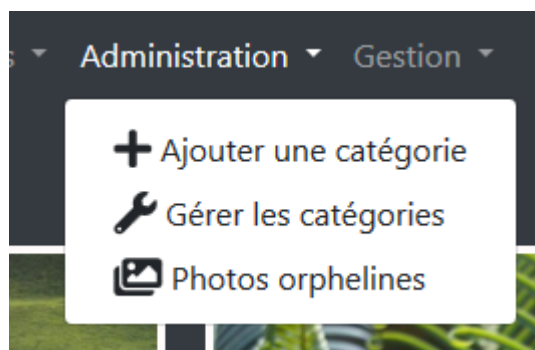 Administration Gestion
Ajouter une catégorie
Gérer les catégories
Photos orphelines